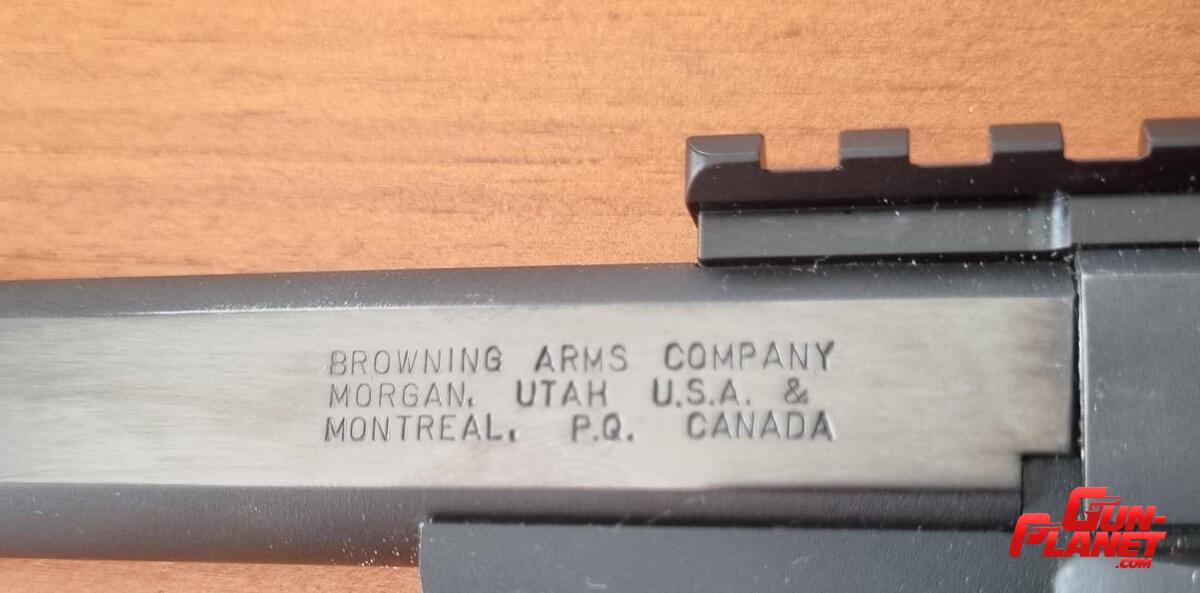 BROWNING ARMS COMPANY
MORGAN, UTAH U.S.A. &
MONTREAL, P.Q. CANADA
GUN-
PLANET
.COM